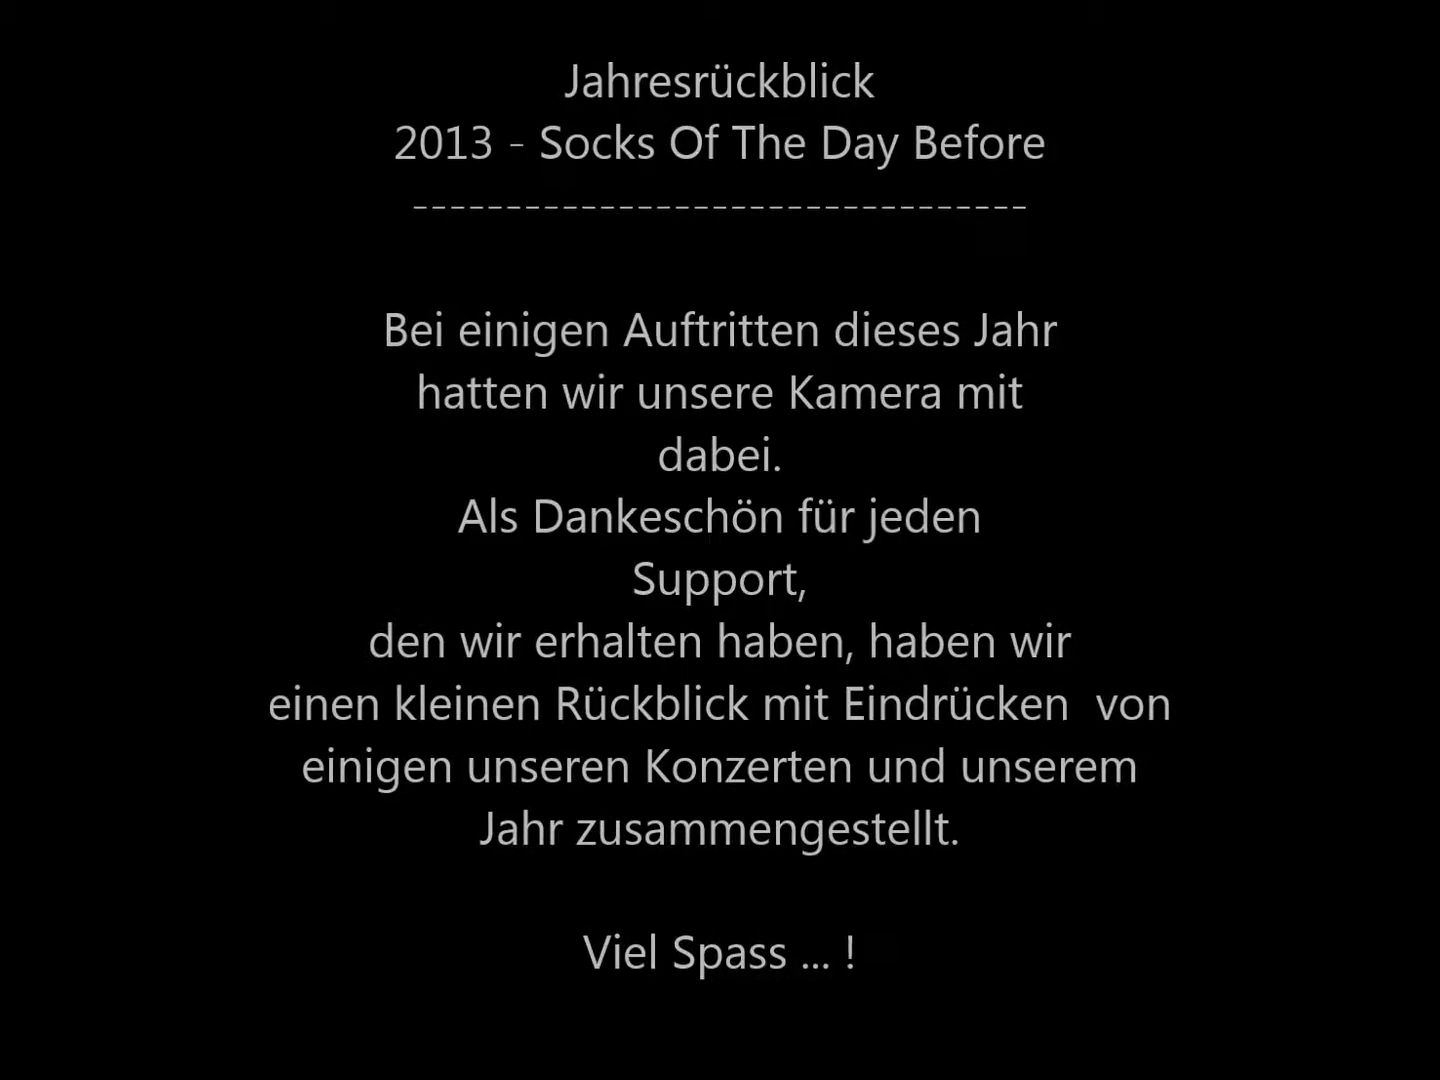 Jahresrückblick
2013 - Socks Of The Day Before
---------------------------------
Bei einigen Auftritten dieses Jahr
hatten wir unsere Kamera mit
dabei.
Als Dankeschön für jeden
Support,
den wir erhalten haben, haben wir
einen kleinen Rückblick mit Eindrücken  von
einigen unseren Konzerten und unserem
Jahr zusammengestellt.
Viel Spass ... !